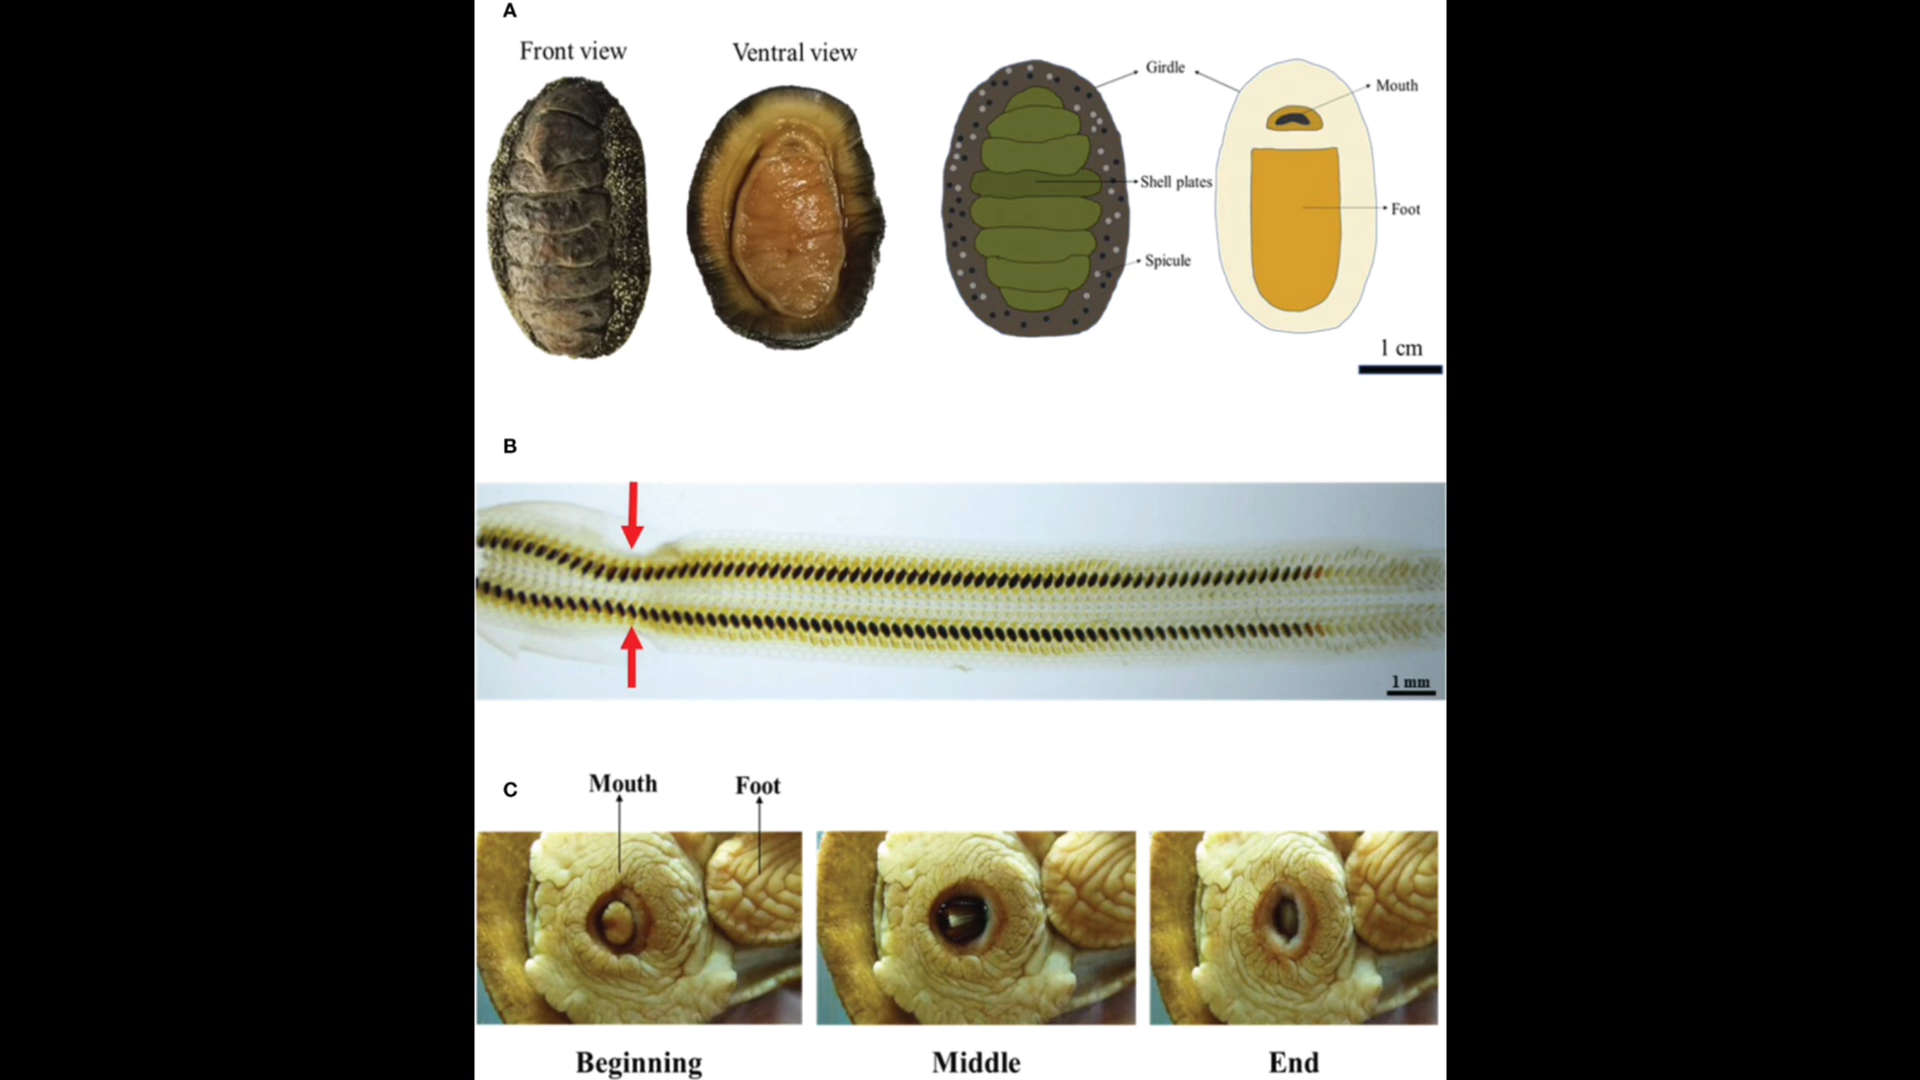 A
Front view
Ventral view
Girdle
Mouth
Shell plates
Foot
Spicule
1 cm
B
1 mm
C
Mouth
Foot
Beginning
Middle
End